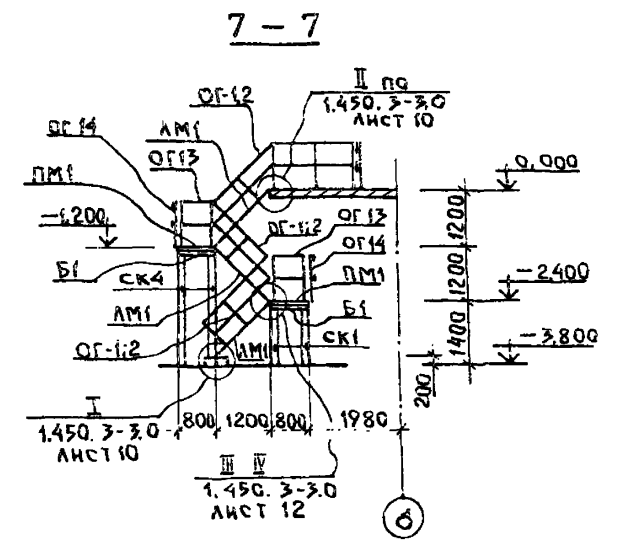 7 – 7
II по
1.450. 3-3.0
лист 10
ОГ-1,2
ЛМ1
ОГ14
ОГ13
ПМ1
-1,200
0,000
1200
ОГ-1,2
ОГ13
ОГ14
Б1
СК4
ПМ1
1200
-2400
ЛМ1
Б1
ОГ-1,2
ЛМ1
СК1
1400
-3,800
200
I
1.450. 3-3.0
лист 10
800
1200
800
1980
III IV
1.450. 3-3.0
лист 12
б